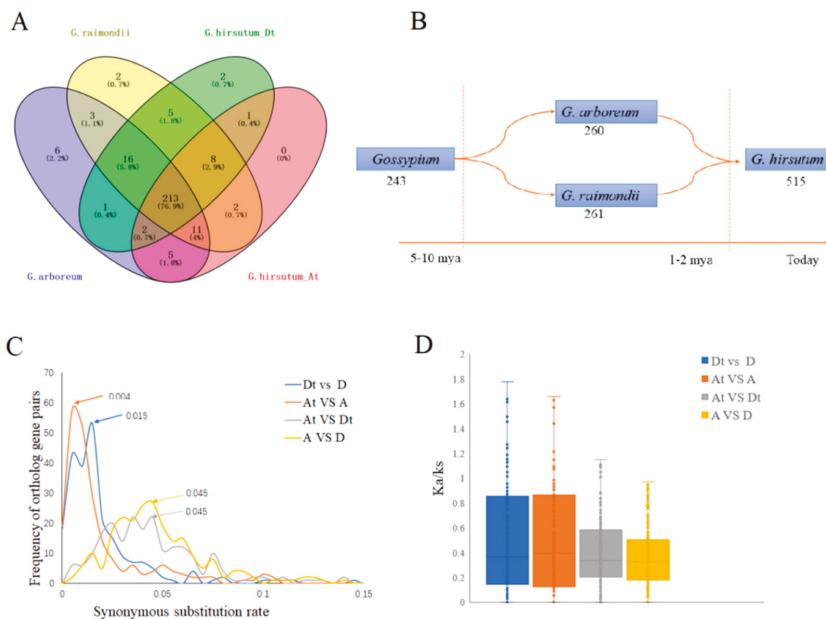 A
G.raimondii
G.hirsutum_Dt
2
(0.7%)
2
(0.7%)
3
(1.1%)
5
(1.8%)
1
(0.4%)
6
(2.2%)
16
(5.8%)
8
(2.9%)
0
(0%)
213
(76.9%)
1
(0.4%)
2
(0.7%)
2
(0.7%)
11
(4%)
5
(1.8%)
G.arboreum
G.hirsutum_At
B
G. arboreum
260
Gossypium
243
G. hirsutum
515
G. raimondii
261
5-10 mya
1-2 mya
Today
C
Frequency of ortholog gene pairs
70
60
50
40
30
20
10
0
0
0.05
0.1
0.15
Synonymous substitution rate
0.004
0.015
0.045
0.045
Dt vs D
At VS A
At VS Dt
A VS D
D
Ka/ks
2
1.8
1.6
1.4
1.2
1
0.8
0.6
0.4
0.2
0
Dt vs D
At VS A
At VS Dt
A VS D